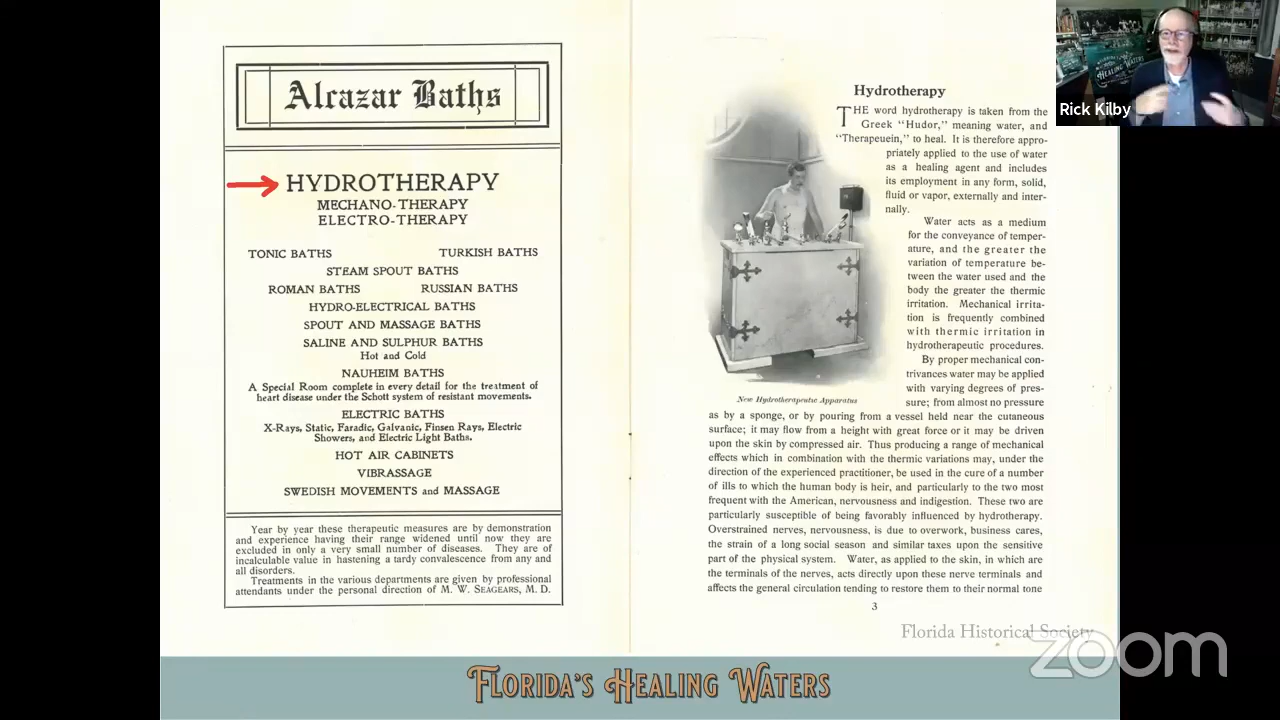 Alcazar Baths
HYDROTHERAPY
MECHANO-THERAPY
ELECTRO-THERAPY
TONIC BATHS TURKISH BATHS
STEAM SPOUT BATHS
ROMAN BATHS RUSSIAN BATHS
HYDRO-ELECTRICAL BATHS
SPOUT AND MASSAGE BATHS
SALINE AND SULPHUR BATHS
Hot and Cold
NAUHEIM BATHS
A Special Room complete in every detail for the treatment of
heart disease under the Schott system of resistant movements.
ELECTRIC BATHS
X-Rays, Static, Faradic, Galvanic, Finsen Rays, Electric
Showers, and Electric Light Baths.
HOT AIR CABINETS
VIBRASSAGE
SWEDISH MOVEMENTS and MASSAGE
Year by year these therapeutic measures are by demonstration
and experience having their range widened until now they are
excluded in only a very small number of diseases. They are of
incalculable value in hastening a tardy convalescence from any and
all disorders.
Treatments in the various departments are given by professional
attendants under the personal direction of M. W. SEAGEARS, M. D.
Hydrotherapy
THE word hydrotherapy is taken from the
Greek "Hudor," meaning water, and
"Therapeuein," to heal. It is therefore appro-
priately applied to the use of water
as a healing agent and includes
its employment in any form, solid,
fluid or vapor, externally and inter-
nally.
Water acts as a medium
for the conveyance of temper-
ature, and the greater the
variation of temperature be-
tween the water used and the
body the greater the thermic
irritation. Mechanical irrita-
tion is frequently combined
with thermic irritation in
hydrotherapeutic procedures.
By proper mechanical con-
trivances water may be applied
with varying degrees of pres-
sure; from almost no pressure
New Hydrotherapeutic Apparatus
as by a sponge, or by pouring from a vessel held near the cutaneous
surface; it may flow from a height with great force or it may be driven
upon the skin by compressed air. Thus producing a range of mechanical
effects which in combination with the thermic variations may, under the
direction of the experienced practitioner, be used in the cure of a number
of ills to which the human body is heir, and particularly to the two most
frequent with the American, nervousness and indigestion. These two are
particularly susceptible of being favorably influenced by hydrotherapy.
Overstrained nerves, nervousness, is due to overwork, business cares,
the strain of a long social season and similar taxes upon the sensitive
part of the physical system. Water, as applied to the skin, in which are
the terminals of the nerves, acts directly upon these nerve terminals and
affects the general circulation tending to restore them to their normal tone
3
Florida Historical Society
FLORIDA'S HEALING WATERS
HEALING WATERS
Rick Kilby
zoom